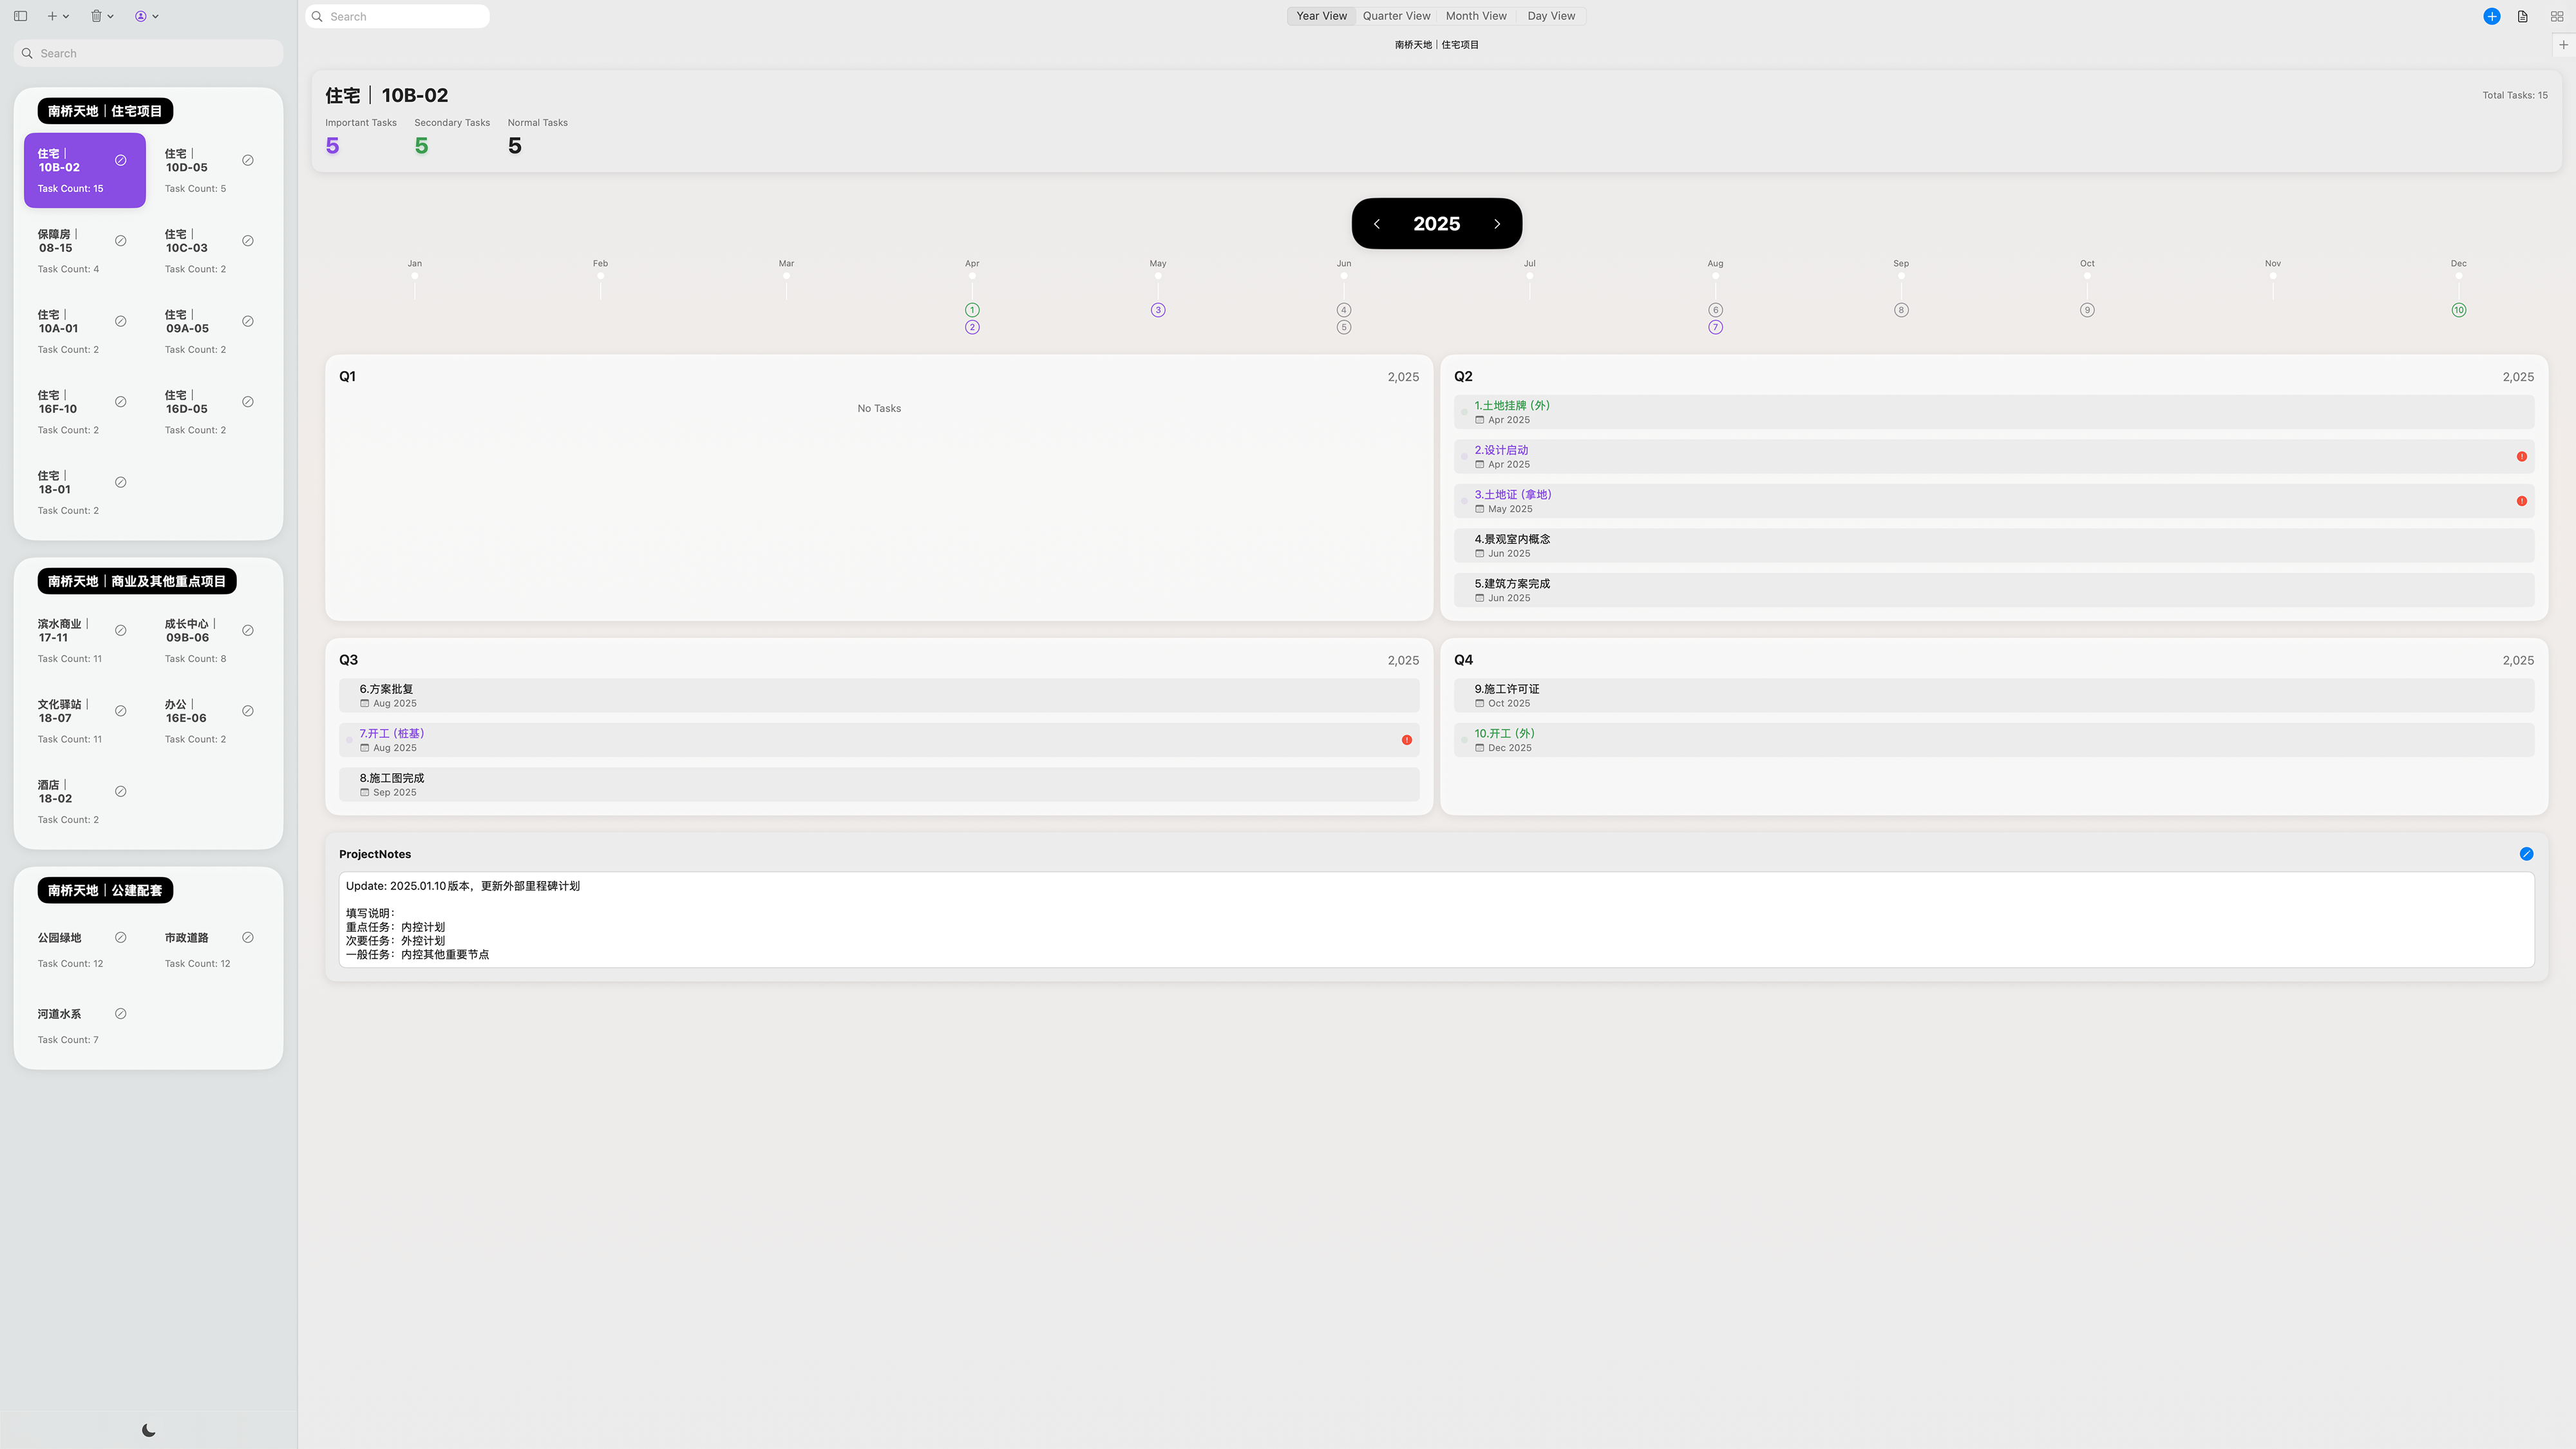 Search
南桥天地｜住宅项目
住宅｜
10B-02
Task Count: 15
住宅｜
10D-05
Task Count: 5
保障房｜
08-15
Task Count: 4
住宅｜
10C-03
Task Count: 2
住宅｜
10A-01
Task Count: 2
住宅｜
09A-05
Task Count: 2
住宅｜
16F-10
Task Count: 2
住宅｜
16D-05
Task Count: 2
住宅｜
18-01
Task Count: 2
南桥天地｜商业及其他重点项目
滨水商业｜
17-11
Task Count: 11
成长中心｜
09B-06
Task Count: 8
文化驿站｜
18-07
Task Count: 11
办公｜
16E-06
Task Count: 2
酒店｜
18-02
Task Count: 2
南桥天地｜公建配套
公园绿地
Task Count: 12
市政道路
Task Count: 12
河道水系
Task Count: 7
Search
Year View Quarter View Month View Day View
南桥天地｜住宅项目
住宅｜10B-02
Total Tasks: 15
Important Tasks Secondary Tasks Normal Tasks
5 5 5
2025
Jan Feb Mar Apr May Jun Jul Aug Sep Oct Nov Dec
1 3 4 6 8 9 10
2 5 7
Q1 2,025
No Tasks
Q2 2,025
1.土地挂牌 (外)
Apr 2025
2.设计启动
Apr 2025
3.土地证 (拿地)
May 2025
4.景观室内概念
Jun 2025
5.建筑方案完成
Jun 2025
Q3 2,025
6.方案批复
Aug 2025
7.开工 (桩基)
Aug 2025
8.施工图完成
Sep 2025
Q4 2,025
9.施工许可证
Oct 2025
10.开工 (外)
Dec 2025
ProjectNotes
Update: 2025.01.10版本，更新外部里程碑计划
填写说明：
重点任务：内控计划
次要任务：外控计划
一般任务：内控其他重要节点